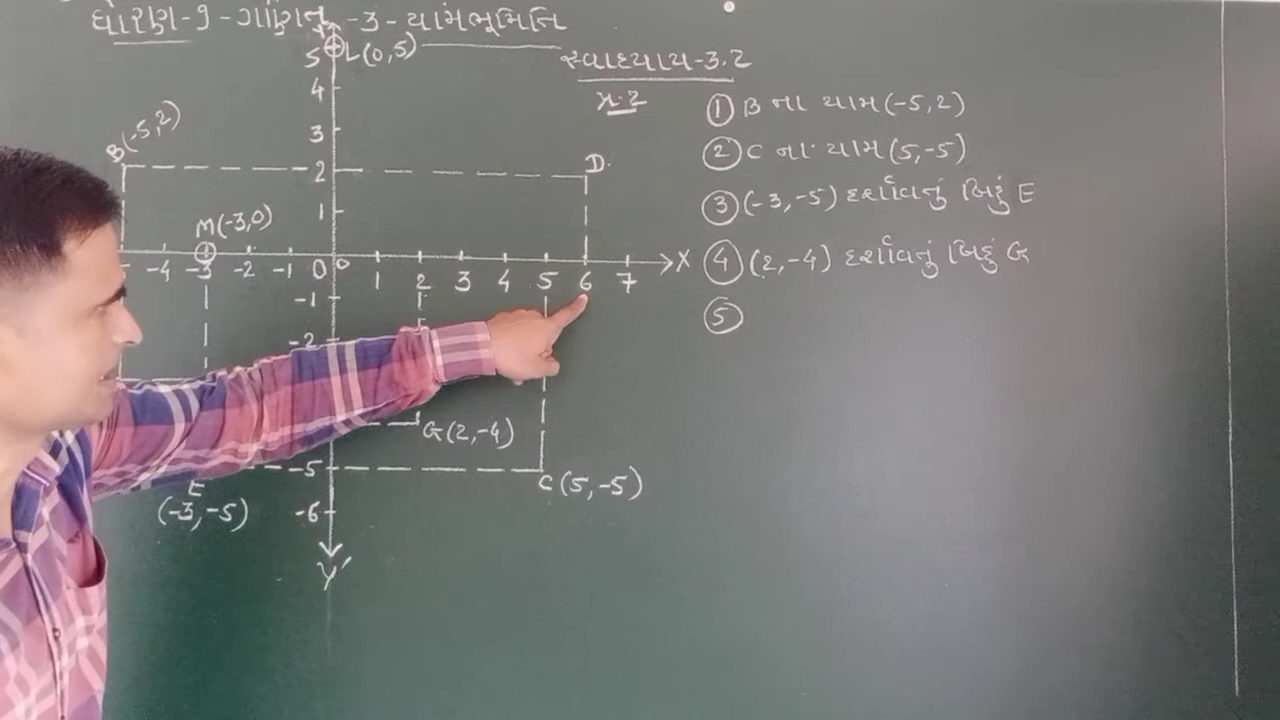 ધોરણ-9-ગણિત -3-યામભૂમિતિ
સ્વાધ્યાય-3.2
પ્ર.2
① B ના યામ (-5,2)
② C ના યામ (5,-5)
③ (-3,-5) દર્શાવતું બિંદુ E
④ (2,-4) દર્શાવતું બિંદુ G
⑤
5 L(0,5)
4
3
B(-5,2)
2
D.
1
M(-3,0)
-4 -3 -2 -1 0 1 2 3 4 5 6 7 X
-1
-2
G(2,-4)
-5
C (5,-5)
E
(-3,-5)
-6
Y'